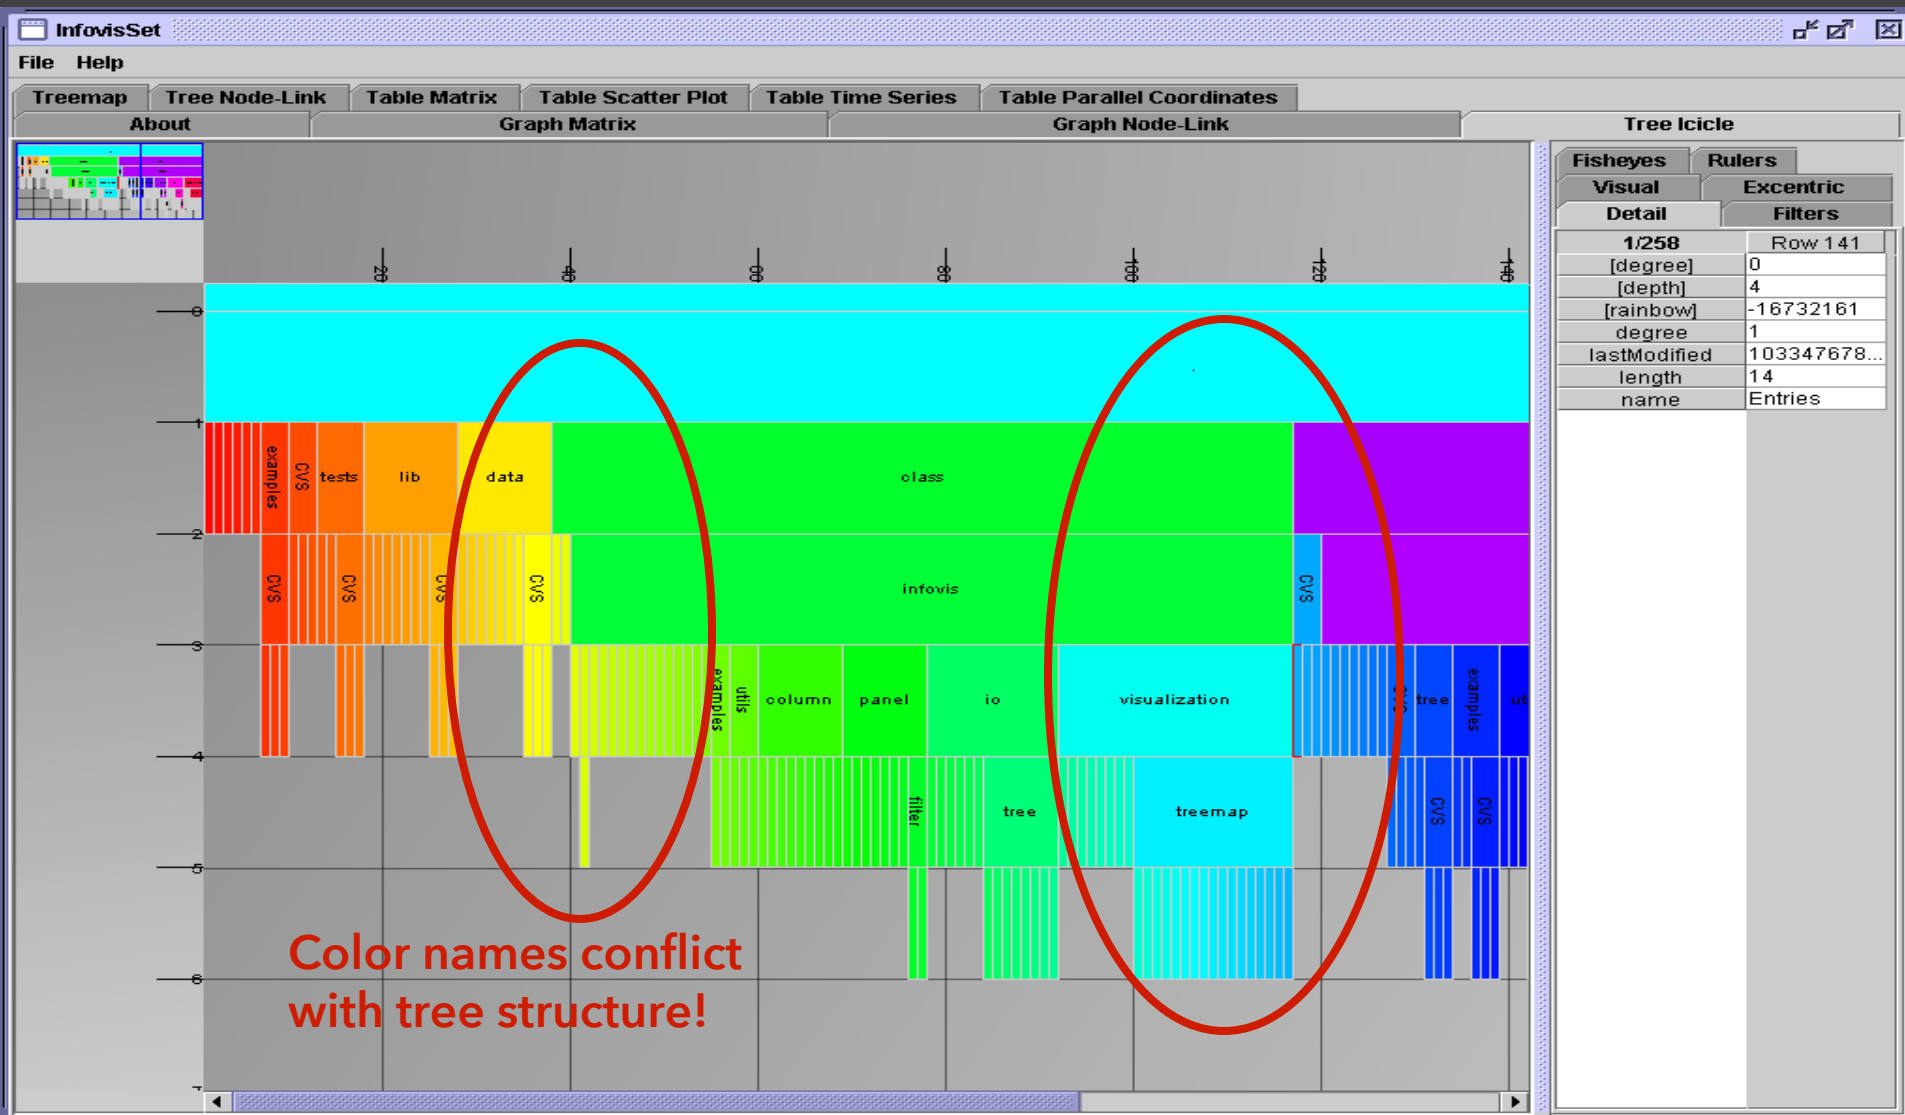 InfovisSet
File Help
Treemap Tree Node-Link Table Matrix Table Scatter Plot Table Time Series Table Parallel Coordinates
About Graph Matrix Graph Node-Link Tree Icicle
Fisheyes Rulers
Visual Excentric
Detail Filters
1/258 Row 141
[degree] 0
[depth] 4
[rainbow] -16732161
degree 1
lastModified 103347678...
length 14
name Entries
20 40 60 80 100 120 140
0
1
examples CVS tests lib data class
2
CVS CVS CVS CVS infovis CVS
3
examples utils column panel io visualization CVS tree examples ut
4
filter tree treemap CVS CVS
5
6
7
Color names conflict
with tree structure!